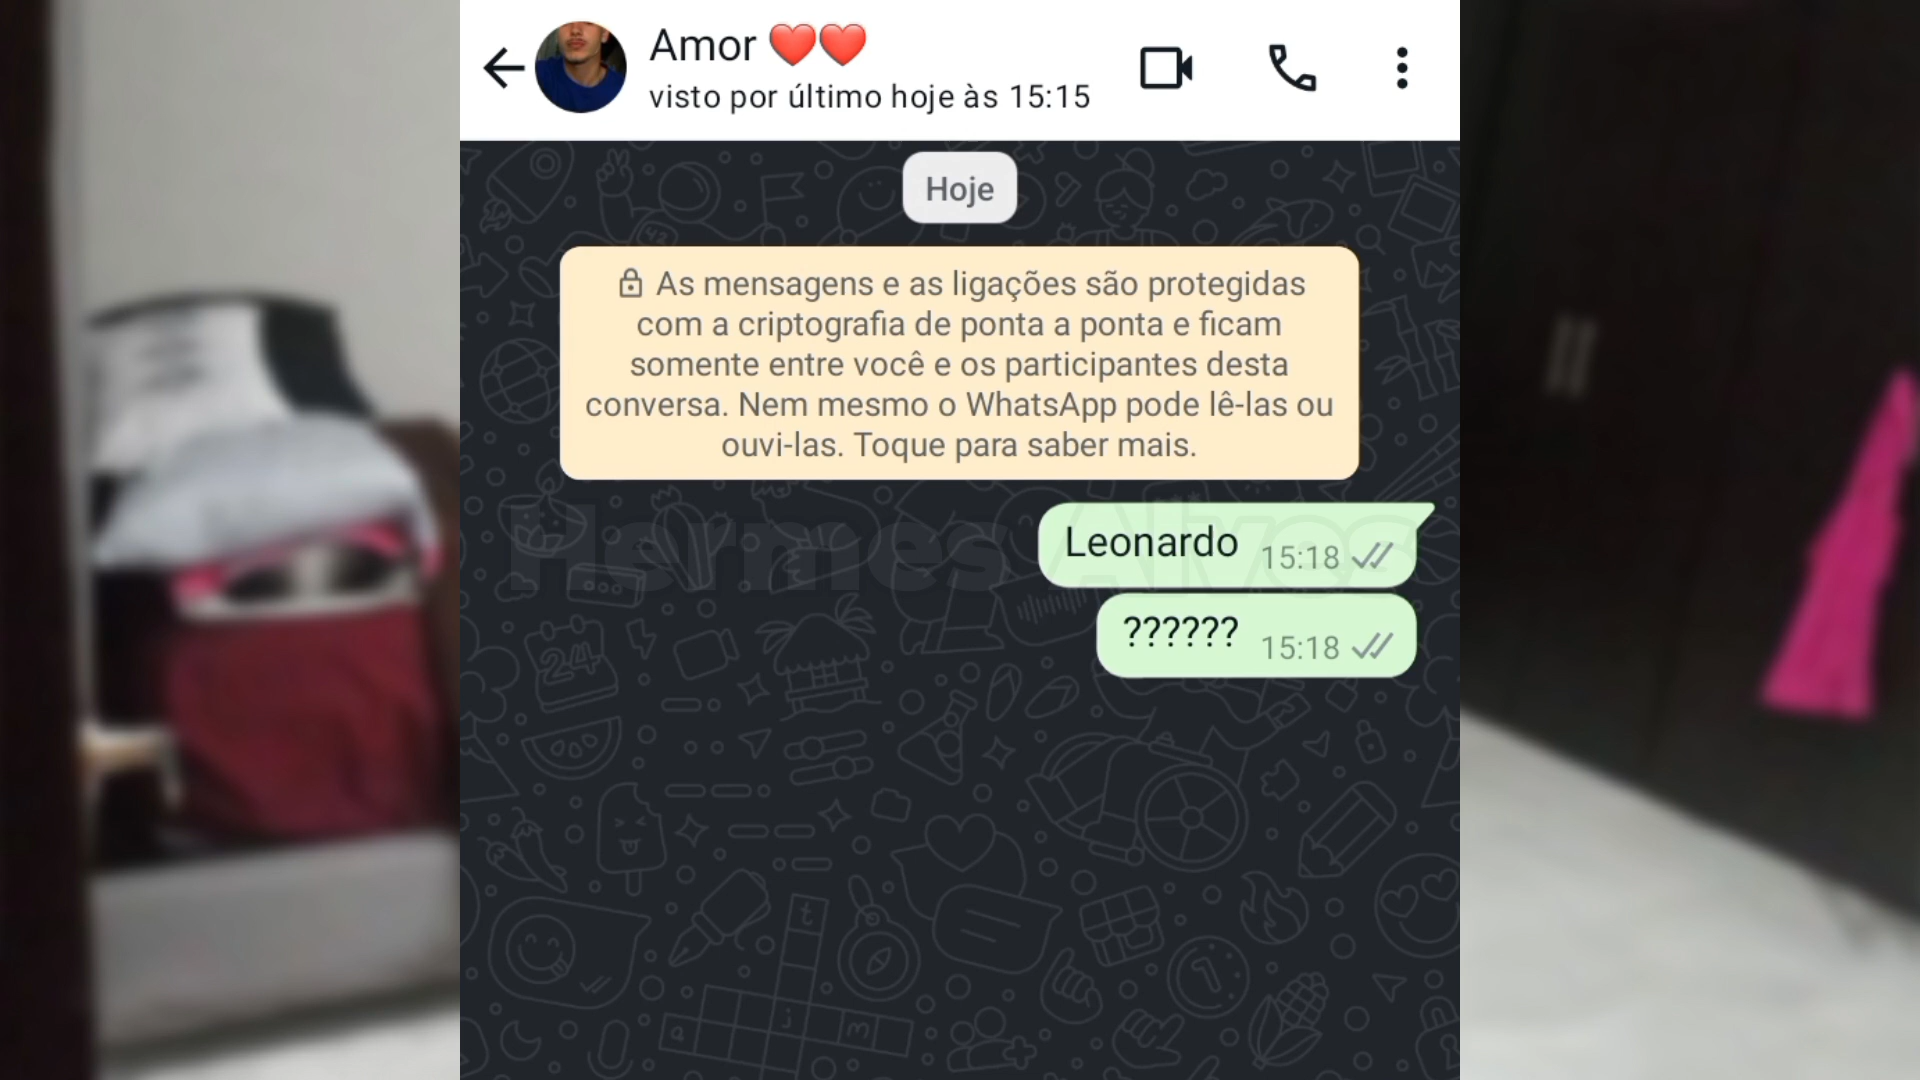 Amor ❤️❤️
visto por último hoje às 15:15
Hoje
As mensagens e as ligações são protegidas
com a criptografia de ponta a ponta e ficam
somente entre você e os participantes desta
conversa. Nem mesmo o WhatsApp pode lê-las ou
ouvi-las. Toque para saber mais.
Hermes Alves
Leonardo 15:18
?????? 15:18